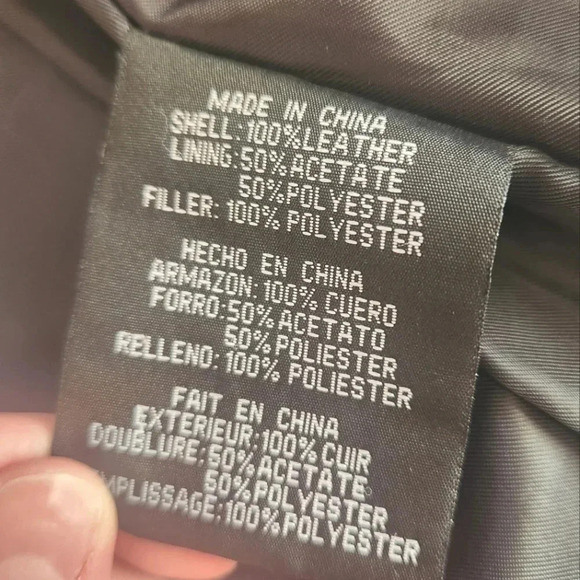 MADE IN CHINA
SHELL:100%LEATHER
LINING:50%ACETATE
50%POLYESTER
FILLER:100%POLYESTER
HECHO EN CHINA
ARMAZON:100%CUERO
FORRO:50%ACETATO
50%POLIESTER
RELLENO:100%POLIESTER
FAIT EN CHINA
EXTERIEUR:100%CUIR
DOUBLURE:50%ACETATE
50%POLYESTER
MPLISSAGE:100%POLYESTER